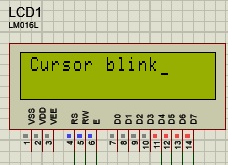 LCD1
LM016L
Cursor blink_
VSS VDD VEE RS RW E D0 D1 D2 D3 D4 D5 D6 D7
1 2 3 4 5 6 7 8 9 10 11 12 13 14